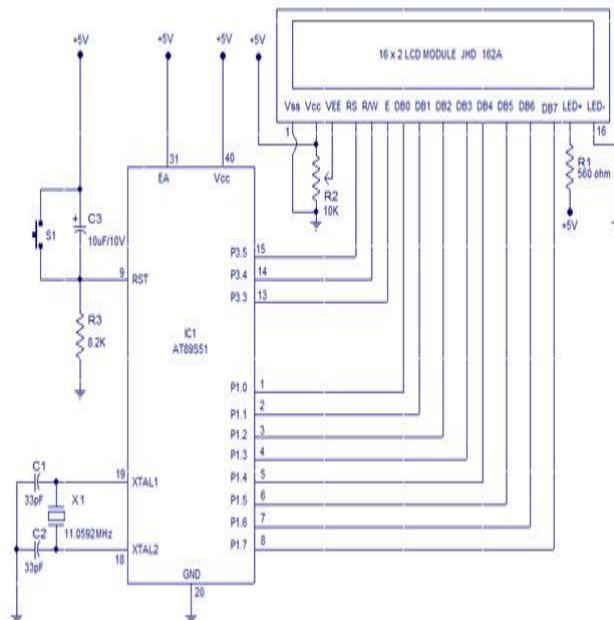 +5V +5V +5V +5V
16 x 2 LCD MODULE JHD 162A
Vss Vcc VEE RS R/W E DB0 DB1 DB2 DB3 DB4 DB5 DB6 DB7 LED+ LED-
1 16
31 40
EA Vcc
R1
560 ohm
R2
10K
+5V
+
C3
10uF/10V
S1
P3.5 15
9 RST P3.4 14
P3.3 13
R3
8.2K
IC1
AT89S51
P1.0 1
P1.1 2
P1.2 3
P1.3 4
P1.4 5
P1.5 6
P1.6 7
P1.7 8
C1
33pF
19 XTAL1
X1
11.0592MHz
C2
33pF
18 XTAL2
GND
20